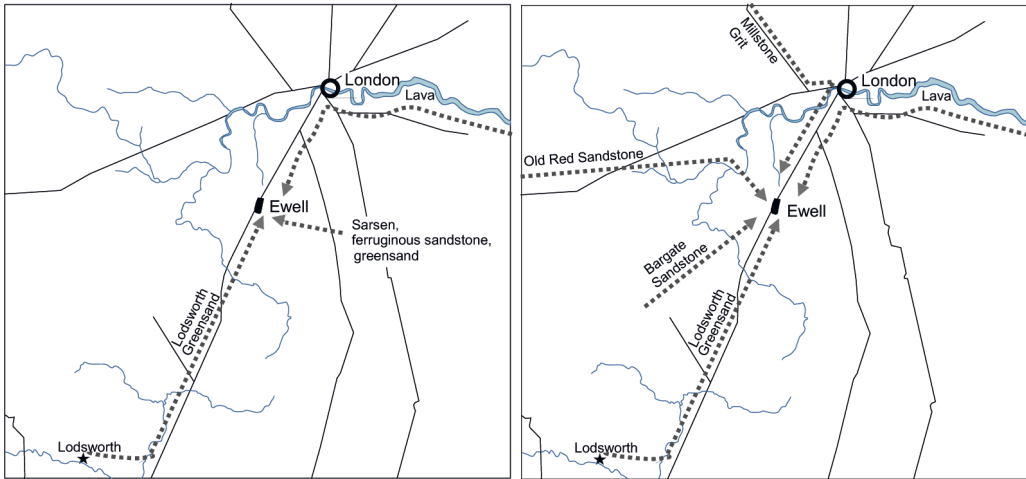 London
Lava
Ewell
Sarsen,
ferruginous sandstone,
greensand
Lodsworth
Greensand
Lodsworth
Millstone
Grit
London
Lava
Old Red Sandstone
Ewell
Bargate
Sandstone
Lodsworth
Greensand
Lodsworth